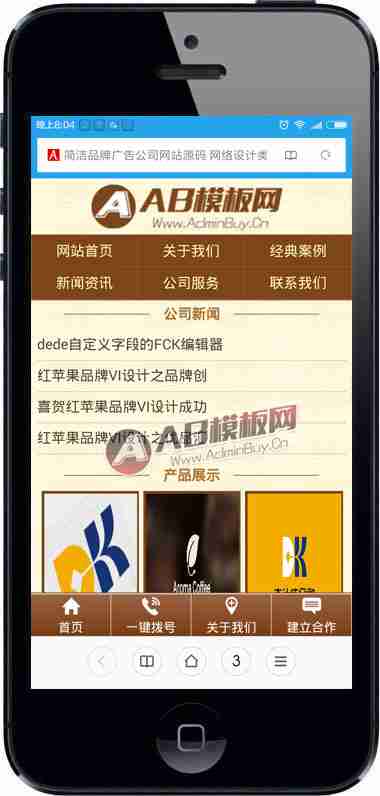 晚上8:04
简洁品牌广告公司网站源码 网络设计类
AB模板网
Www.AdminBuy.Cn
网站首页 关于我们 经典案例
新闻资讯 公司服务 联系我们
公司新闻
dede自定义字段的FCK编辑器
红苹果品牌VI设计之品牌创
喜贺红苹果品牌VI设计成功
红苹果品牌VI设计之
AB模板网
Www.AdminBuy.Cn
产品展示
DK
Aroma Coffee
首页 一键拨号 关于我们 建立合作
3